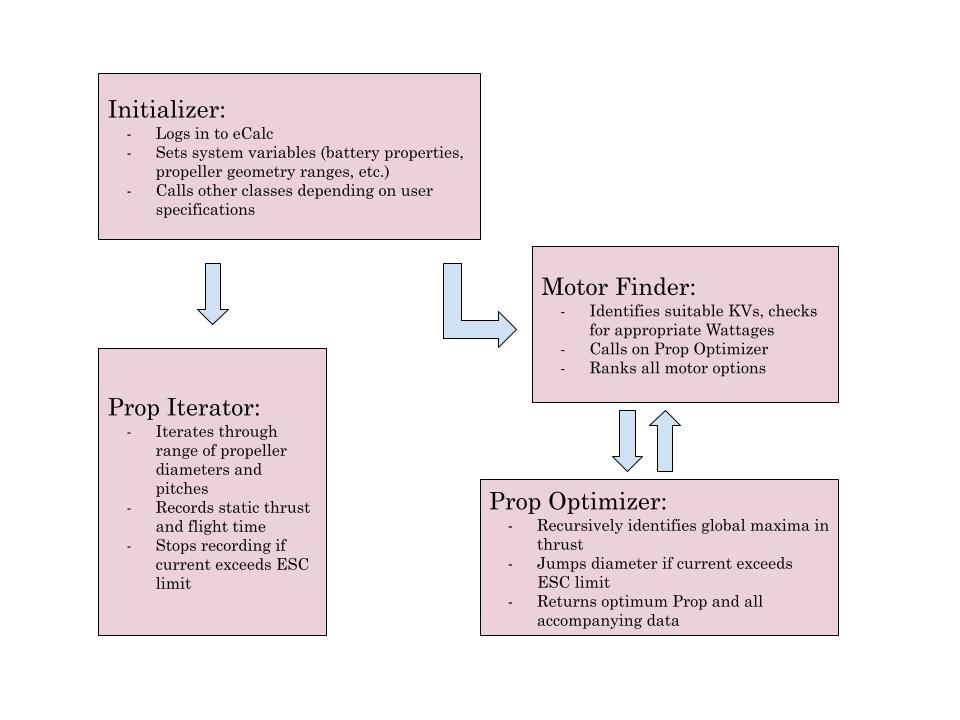 Initializer:
- Logs in to eCalc
- Sets system variables (battery properties,
propeller geometry ranges, etc.)
- Calls other classes depending on user
specifications
Motor Finder:
- Identifies suitable KVs, checks
for appropriate Wattages
- Calls on Prop Optimizer
- Ranks all motor options
Prop Iterator:
- Iterates through
range of propeller
diameters and
pitches
- Records static thrust
and flight time
- Stops recording if
current exceeds ESC
limit
Prop Optimizer:
- Recursively identifies global maxima in
thrust
- Jumps diameter if current exceeds
ESC limit
- Returns optimum Prop and all
accompanying data